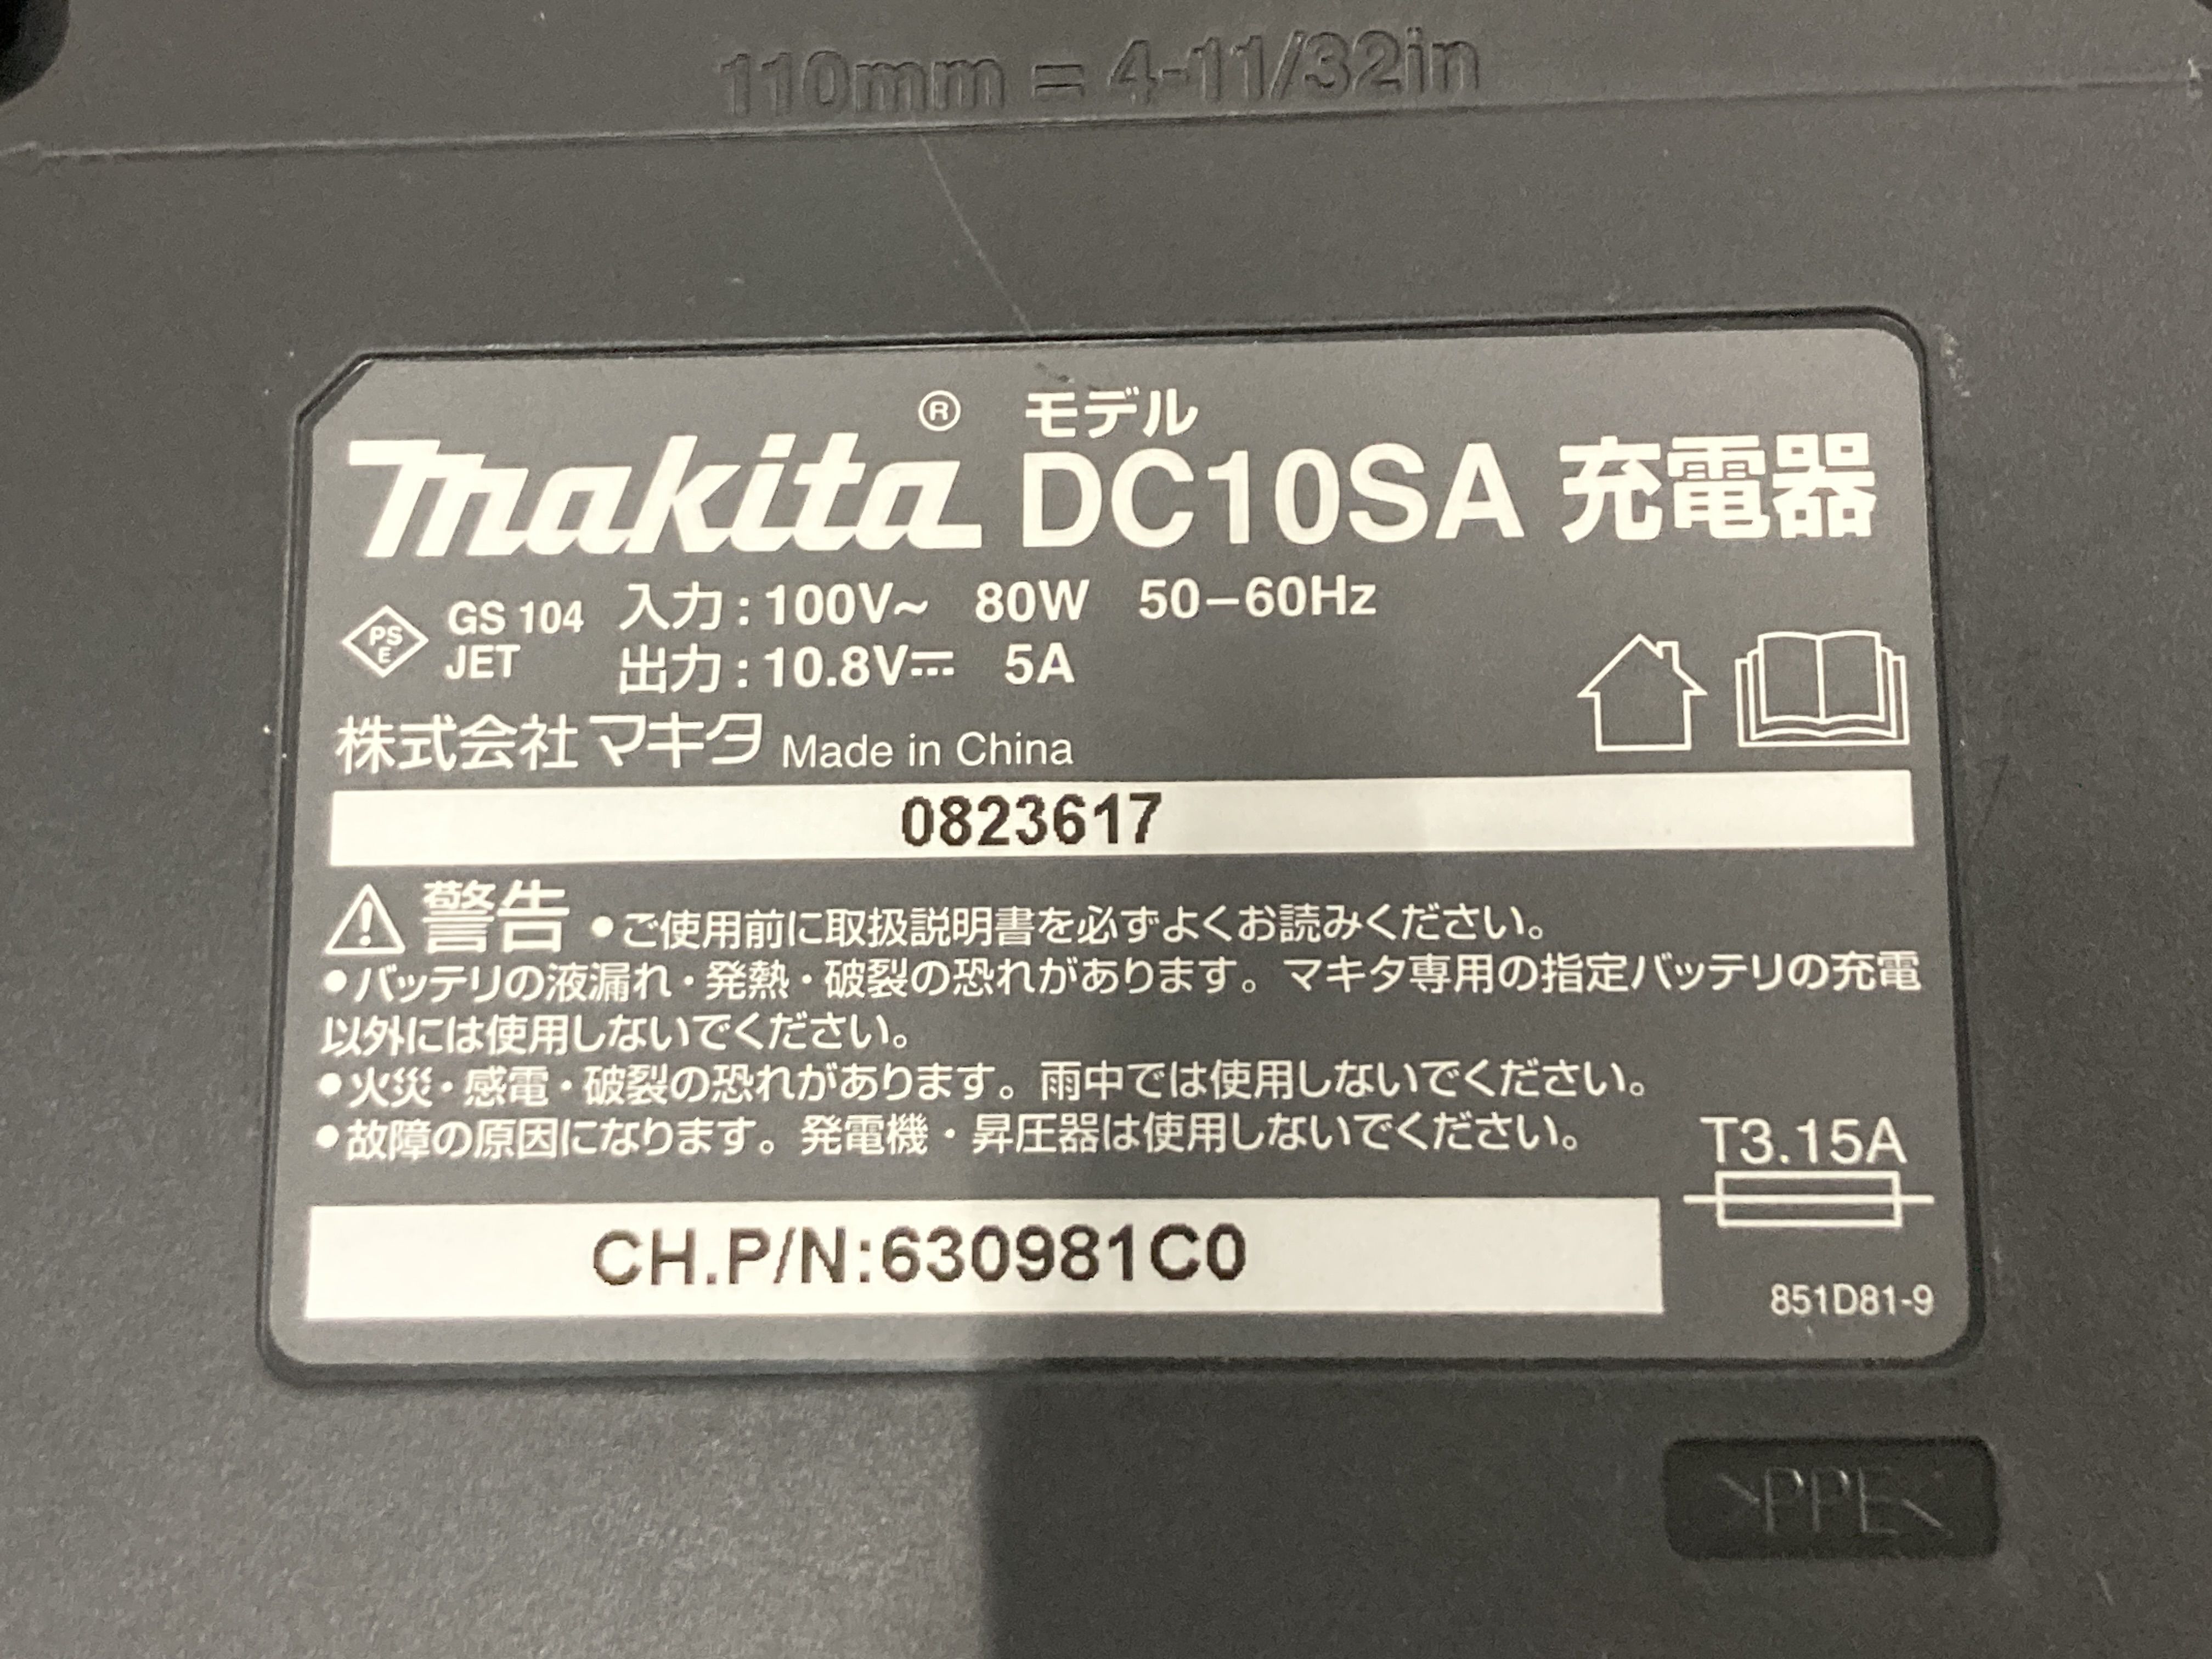 110mm = 4-11/32in
makita® モデル DC10SA 充電器
PSE GS 104 JET
入力：100V~ 80W 50–60Hz
出力：10.8V⎓ 5A
株式会社マキタ Made in China
0823617
⚠警告 ●ご使用前に取扱説明書を必ずよくお読みください。
●バッテリの液漏れ・発熱・破裂の恐れがあります。マキタ専用の指定バッテリの充電
以外には使用しないでください。
●火災・感電・破裂の恐れがあります。雨中では使用しないでください。
●故障の原因になります。発電機・昇圧器は使用しないでください。
T3.15A
CH.P/N:630981C0
851D81-9
>PPE<